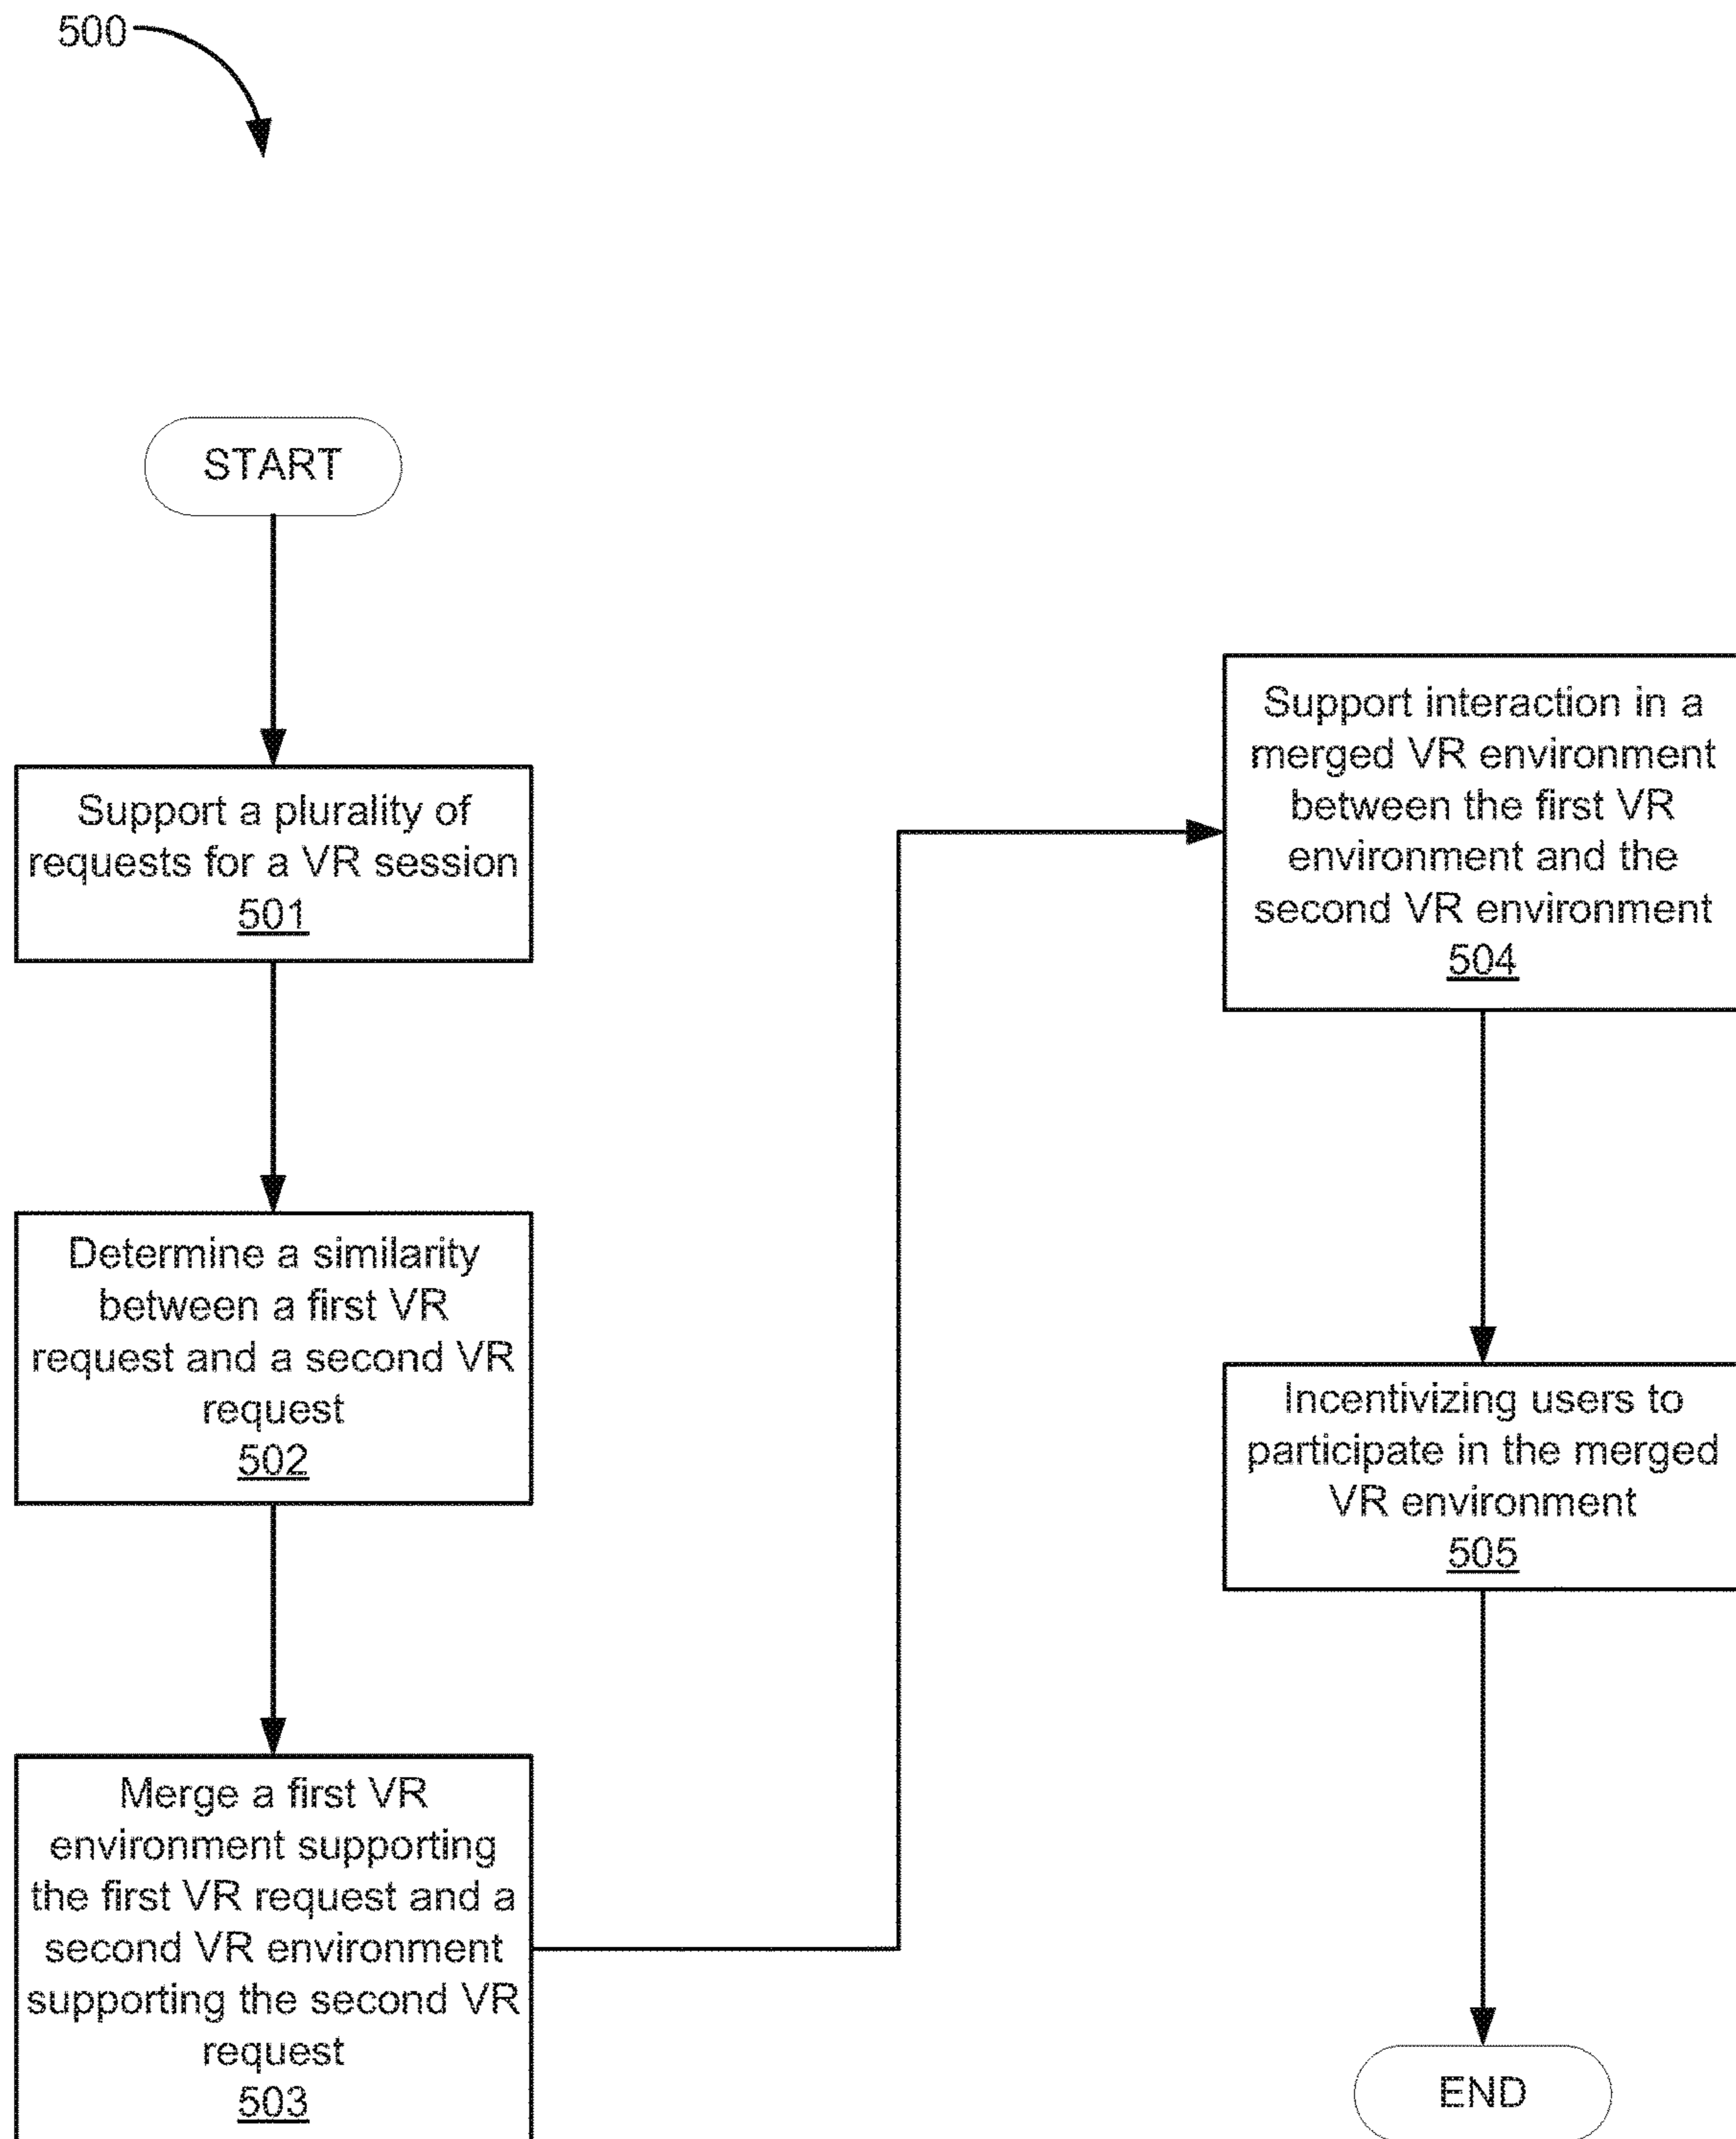 500
START
Support a plurality of
requests for a VR session
501
Determine a similarity
between a first VR
request and a second VR
request
502
Merge a first VR
environment supporting
the first VR request and a
second VR environment
supporting the second VR
request
503
Support interaction in a
merged VR environment
between the first VR
environment and the
second VR environment
504
Incentivizing users to
participate in the merged
VR environment
505
END